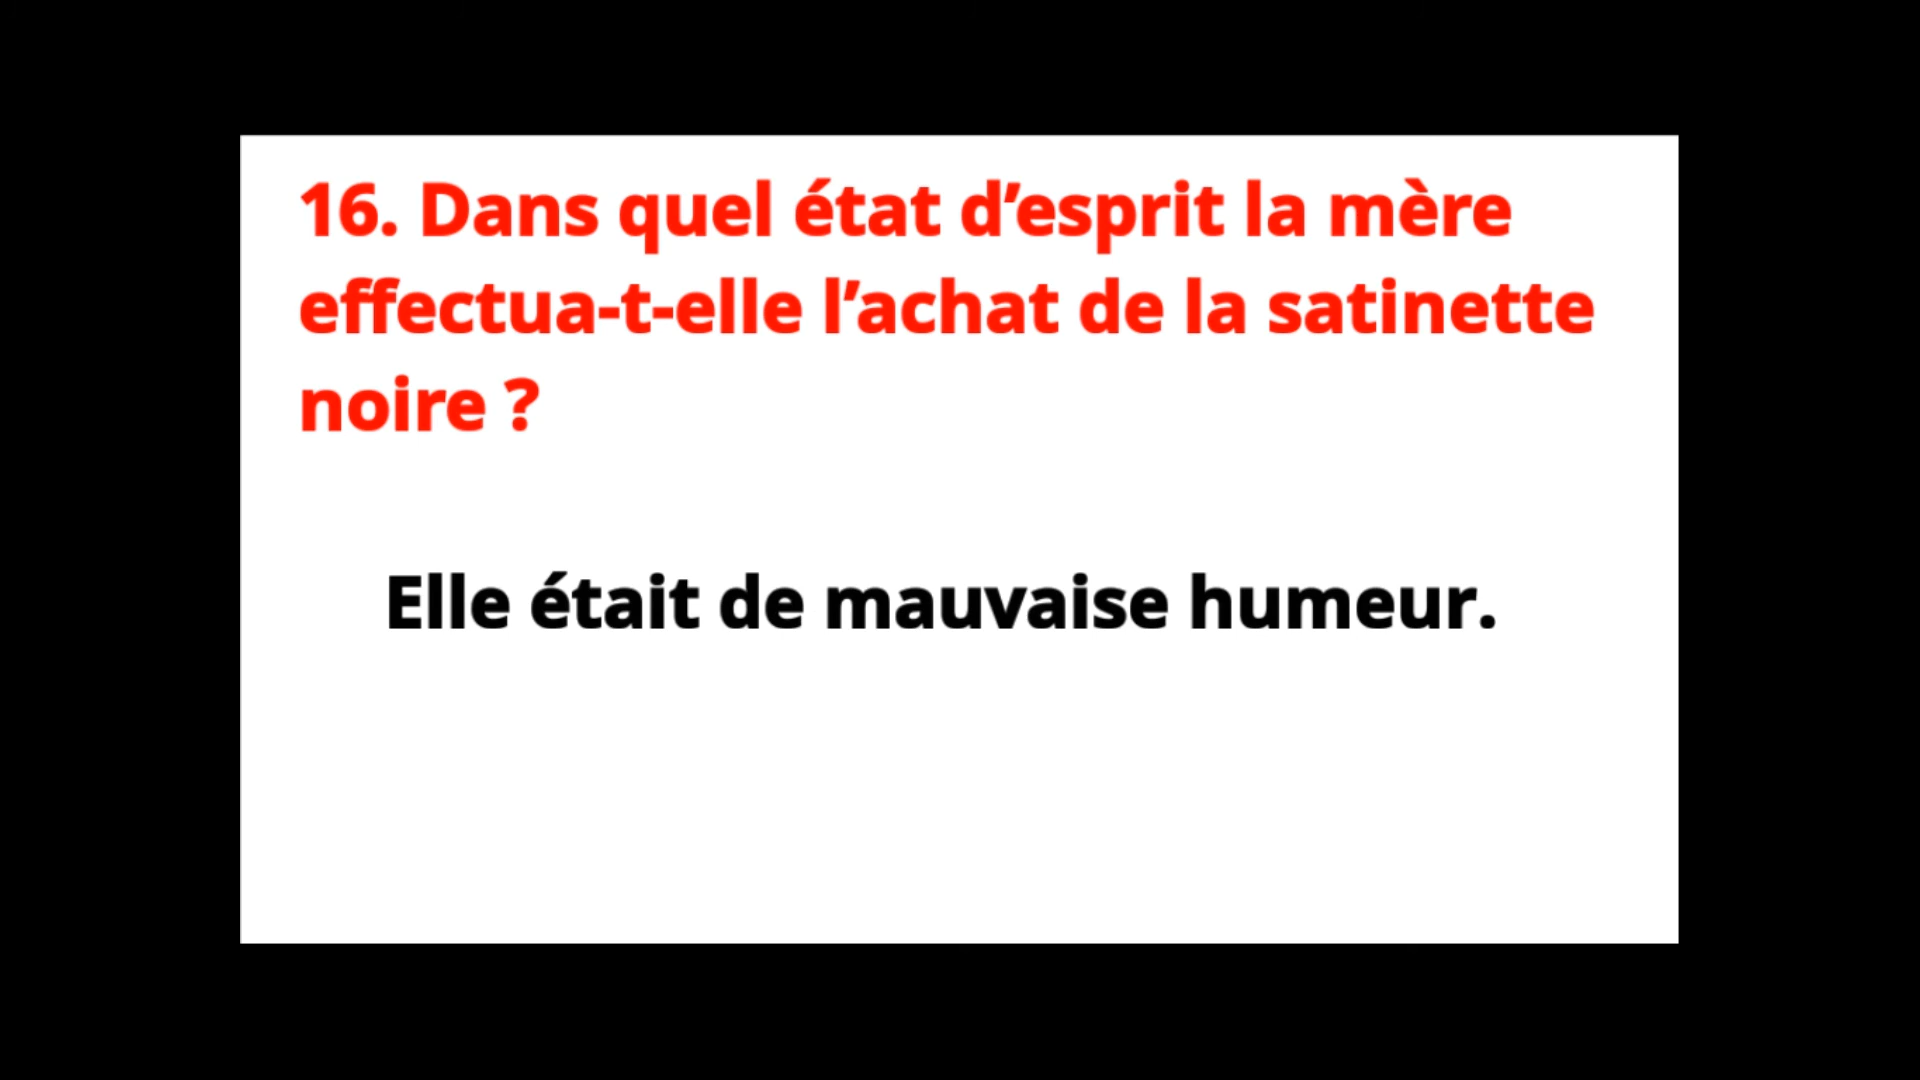 16. Dans quel état d’esprit la mère
effectua-t-elle l’achat de la satinette
noire ?
Elle était de mauvaise humeur.